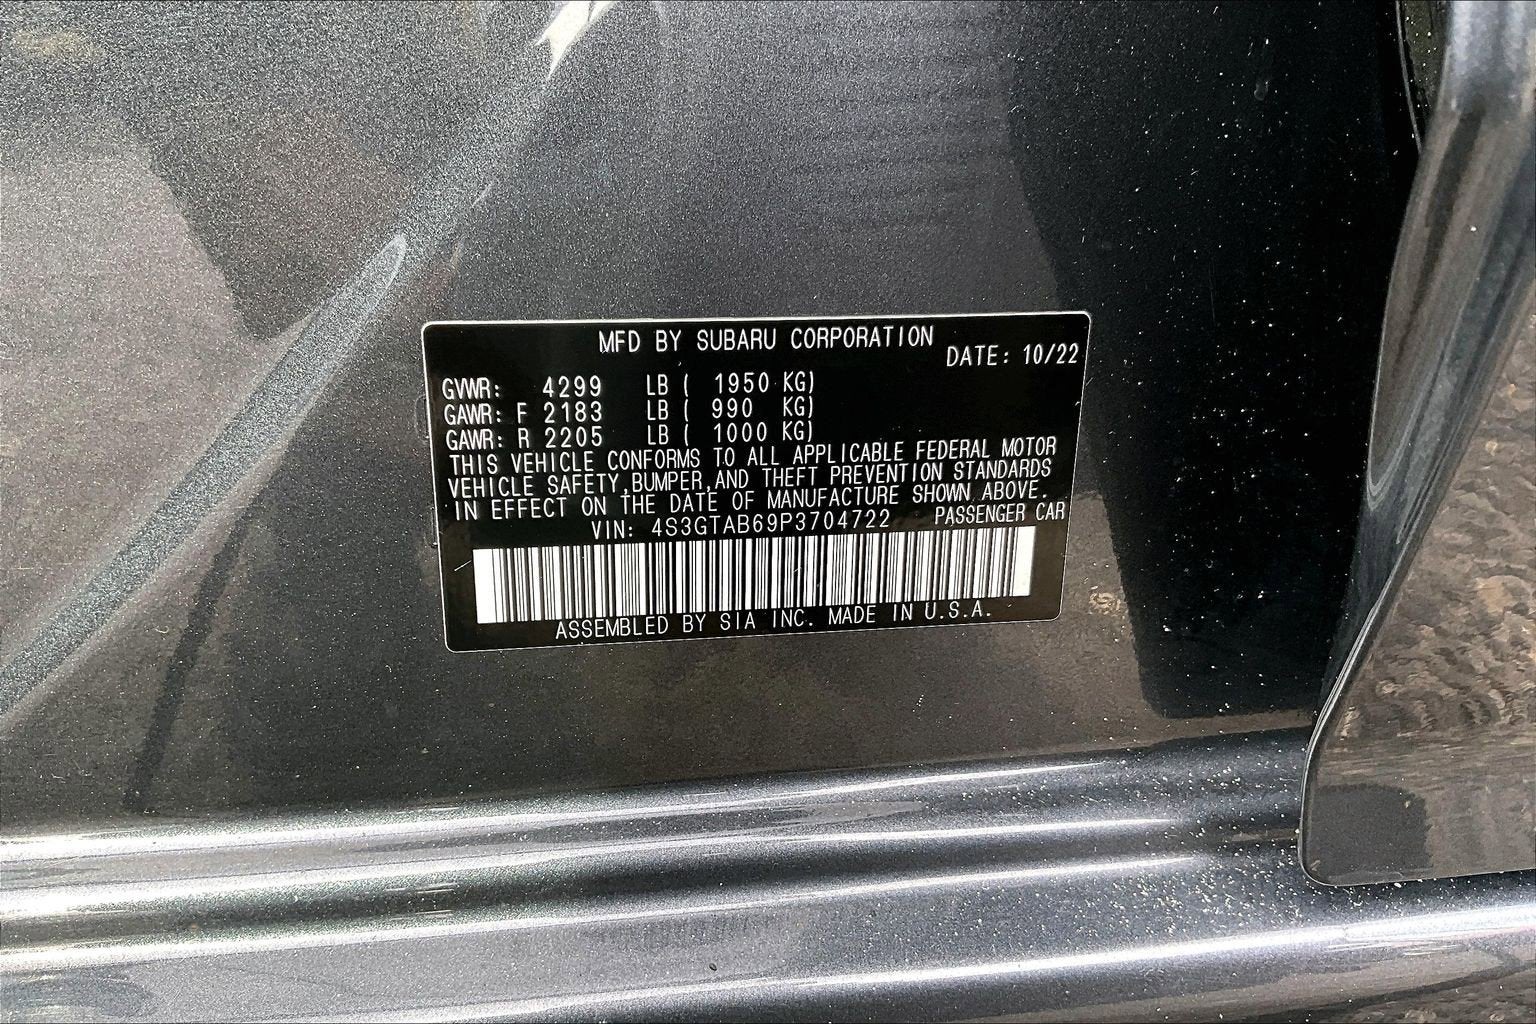 MFD BY SUBARU CORPORATION
DATE: 10/22
GVWR: 4299 LB ( 1950 KG)
GAWR: F 2183 LB ( 990 KG)
GAWR: R 2205 LB ( 1000 KG)
THIS VEHICLE CONFORMS TO ALL APPLICABLE FEDERAL MOTOR
VEHICLE SAFETY,BUMPER,AND THEFT PREVENTION STANDARDS
IN EFFECT ON THE DATE OF MANUFACTURE SHOWN ABOVE.
VIN: 4S3GTAB69P3704722 PASSENGER CAR
ASSEMBLED BY SIA INC. MADE IN U.S.A.